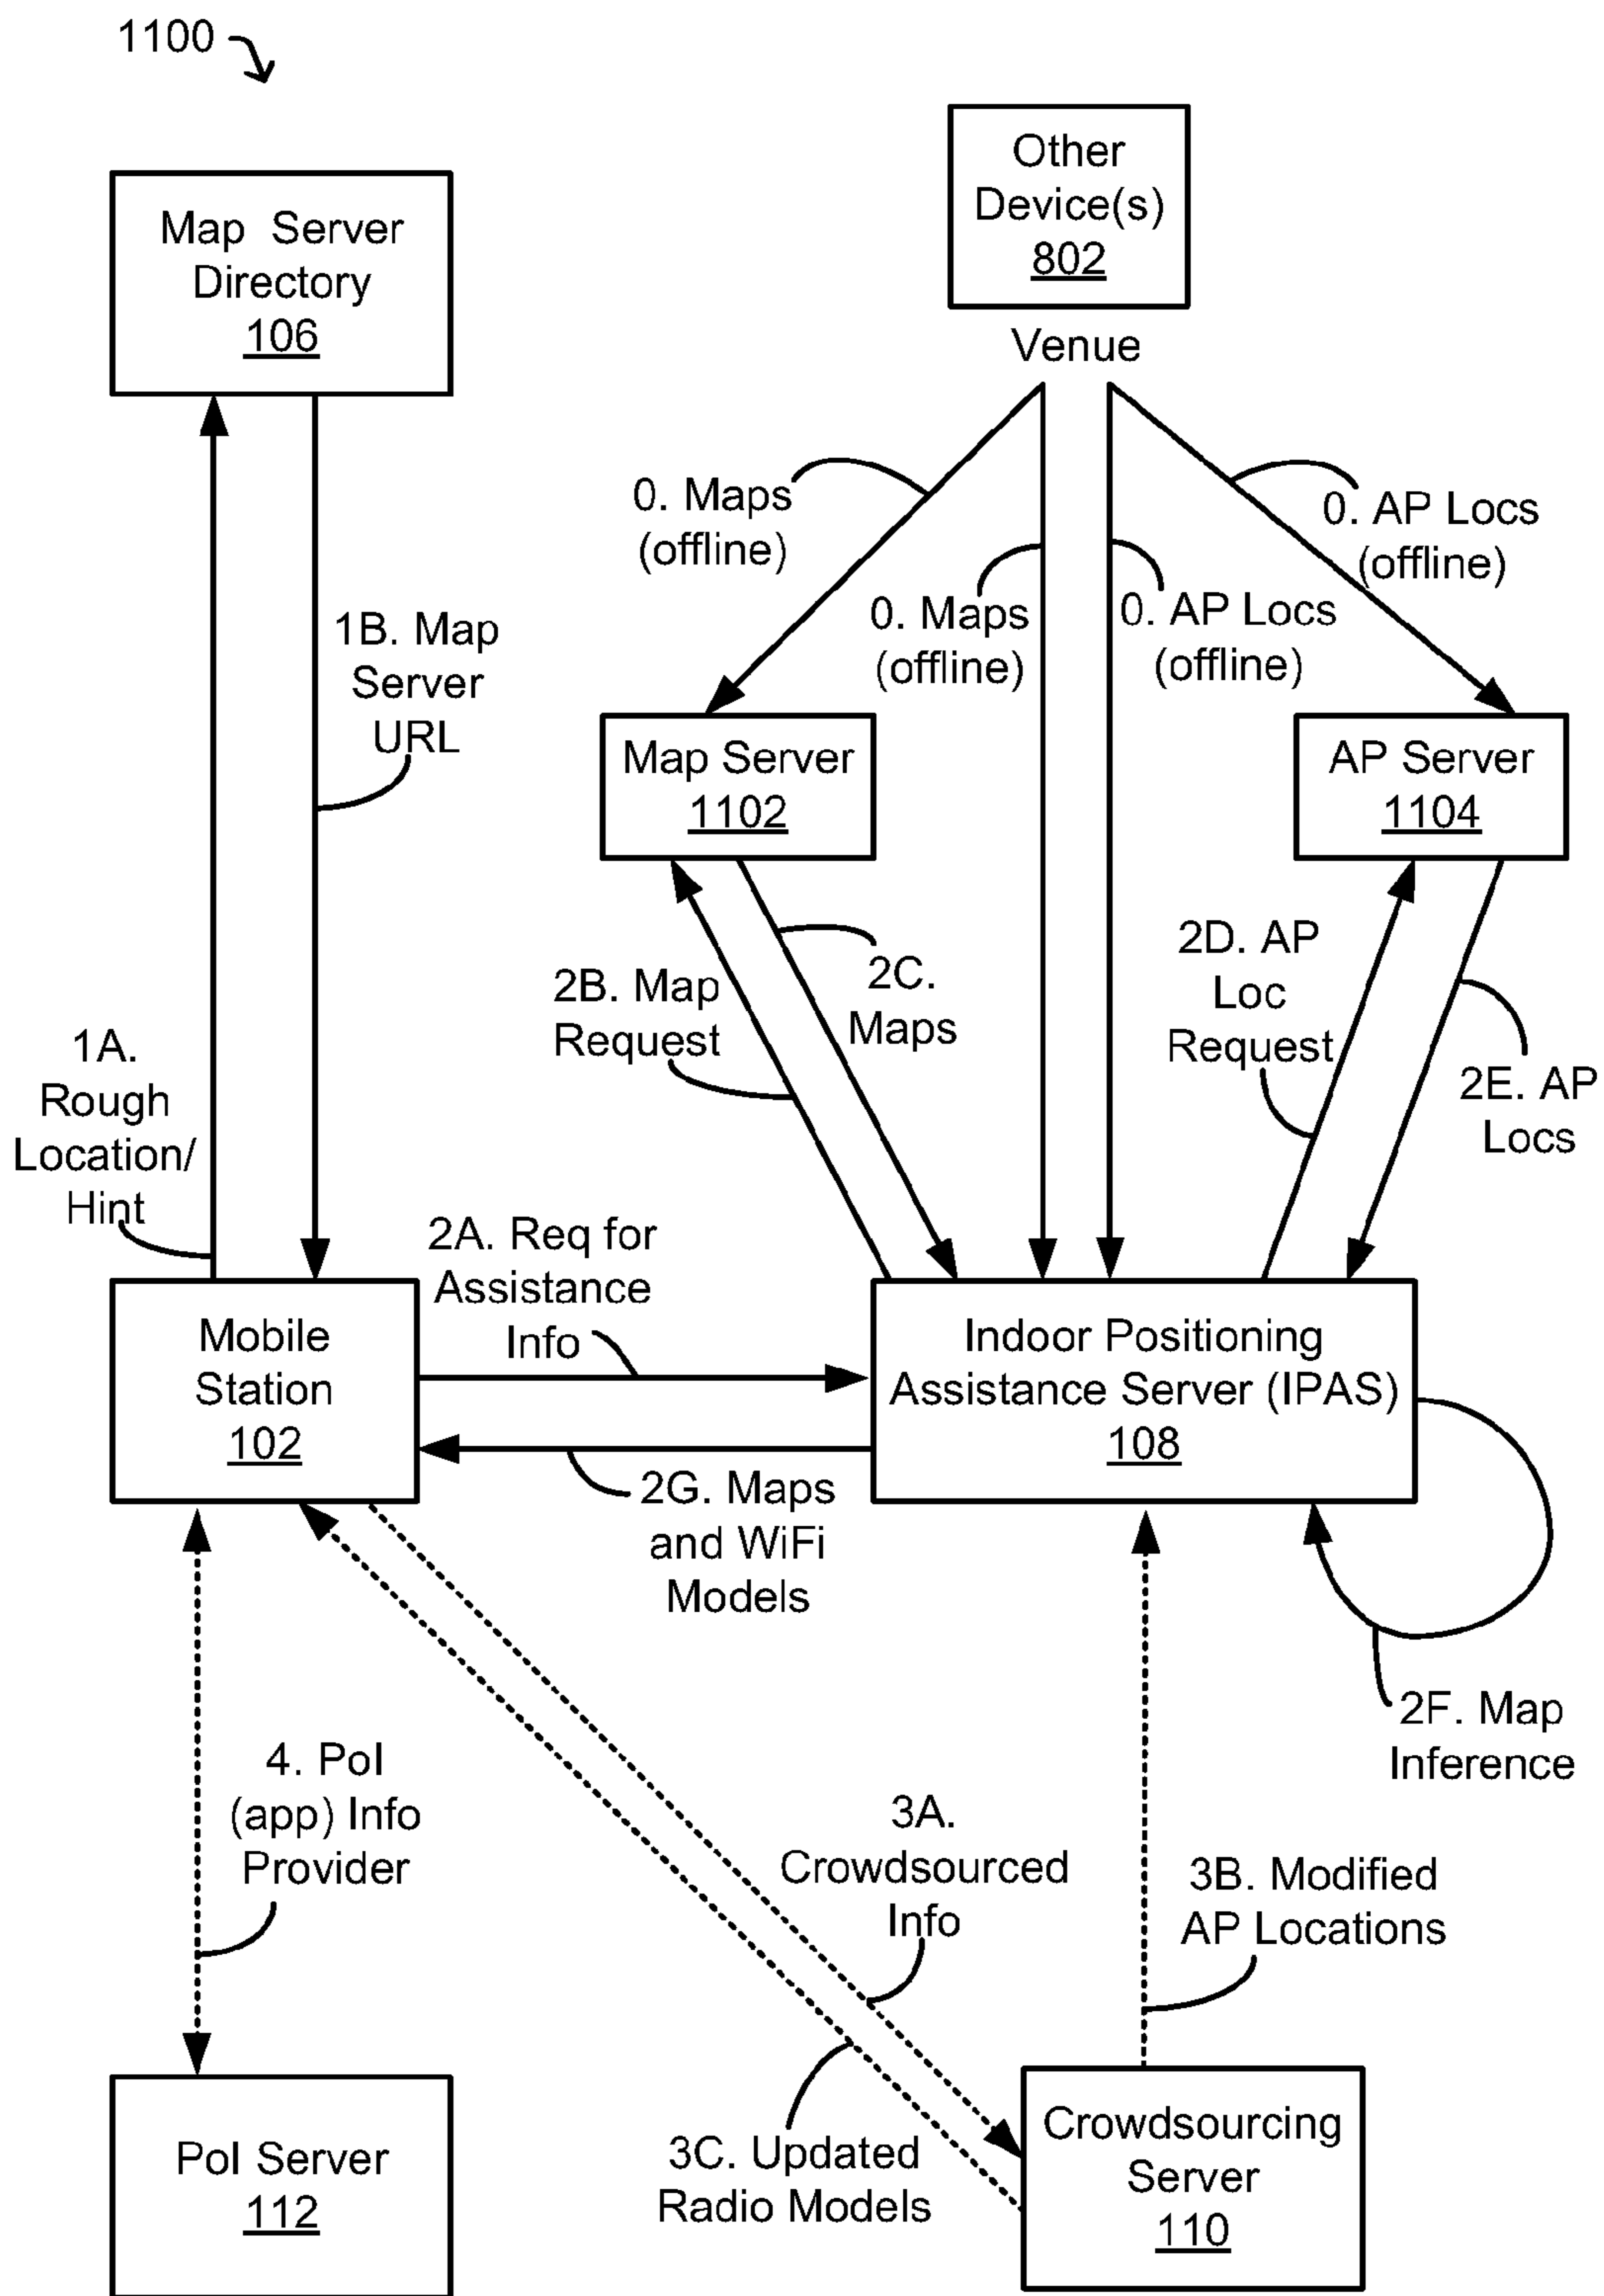 1100
Other
Device(s)
802
Map Server
Directory
106
Venue
0. Maps
(offline)
0. AP Locs
(offline)
0. Maps
(offline)
0. AP Locs
(offline)
1B. Map
Server
URL
Map Server
1102
AP Server
1104
2B. Map
Request
2C.
Maps
2D. AP
Loc
Request
2E. AP
Locs
1A.
Rough
Location/
Hint
2A. Req for
Assistance
Info
Mobile
Station
102
Indoor Positioning
Assistance Server (IPAS)
108
2G. Maps
and WiFi
Models
2F. Map
Inference
4. PoI
(app) Info
Provider
3A.
Crowdsourced
Info
3B. Modified
AP Locations
3C. Updated
Radio Models
PoI Server
112
Crowdsourcing
Server
110